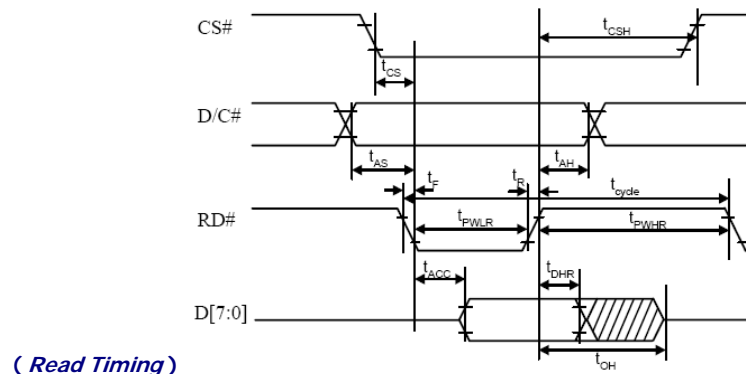 CS#
tCSH
tCS
D/C#
tAS
tAH
tF
tR
tcycle
RD#
tPWLR
tPWHR
tACC
tDHR
D[7:0]
tOH
( Read Timing )